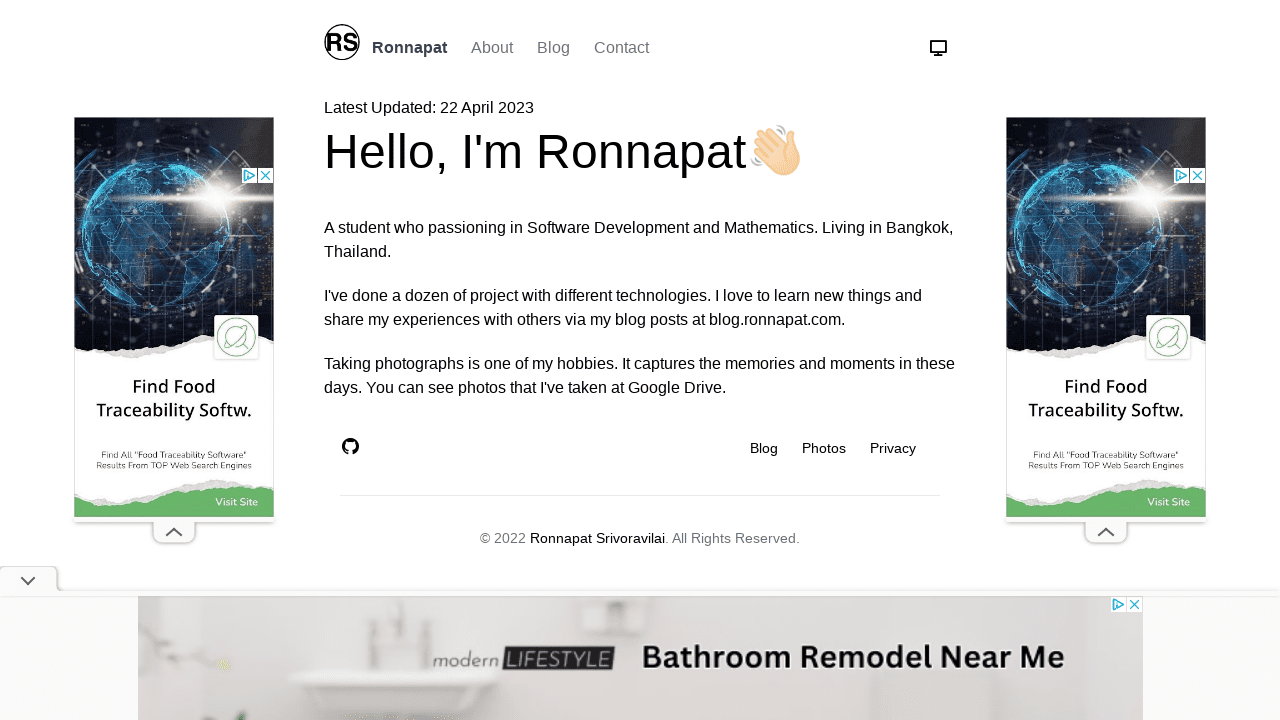 RS
Ronnapat About Blog Contact
Latest Updated: 22 April 2023
Hello, I'm Ronnapat👋🏻
A student who passioning in Software Development and Mathematics. Living in Bangkok,
Thailand.
I've done a dozen of project with different technologies. I love to learn new things and
share my experiences with others via my blog posts at blog.ronnapat.com.
Taking photographs is one of my hobbies. It captures the memories and moments in these
days. You can see photos that I've taken at Google Drive.
Blog Photos Privacy
© 2022 Ronnapat Srivoravilai. All Rights Reserved.
Find Food
Traceability Softw.
Find All "Food Traceability Software"
Results From TOP Web Search Engines
Visit Site
Find Food
Traceability Softw.
Find All "Food Traceability Software"
Results From TOP Web Search Engines
Visit Site
modern LIFESTYLE Bathroom Remodel Near Me